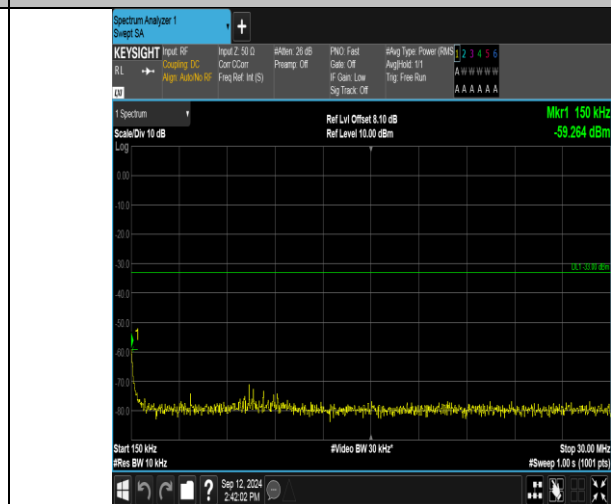 Spectrum Analyzer 1
Swept SA
+
KEYSIGHT Input: RF Input Z: 50 Ω #Atten: 26 dB PNO: Fast #Avg Type: Power (RMS 1 2 3 4 5 6
RL Coupling: DC Corr CCorr Preamp: Off Gate: Off Avg|Hold: 1/1 A W W W W W
Align: Auto/No RF Freq Ref: Int (S) IF Gain: Low Trig: Free Run
LXI Sig Track: Off A A A A A A
1 Spectrum Ref Lvl Offset 8.10 dB Mkr1 150 kHz
Scale/Div 10 dB Ref Level 10.00 dBm -59.264 dBm
Log
0.00
-10.0
-20.0
-30.0 DL1 -33.00 dBm
-40.0
-50.0
1
-60.0
-70.0
-80.0
Start 150 kHz #Video BW 30 kHz* Stop 30.00 MHz
#Res BW 10 kHz #Sweep 1.00 s (1001 pts)
? Sep 12, 2024
2:42:02 PM